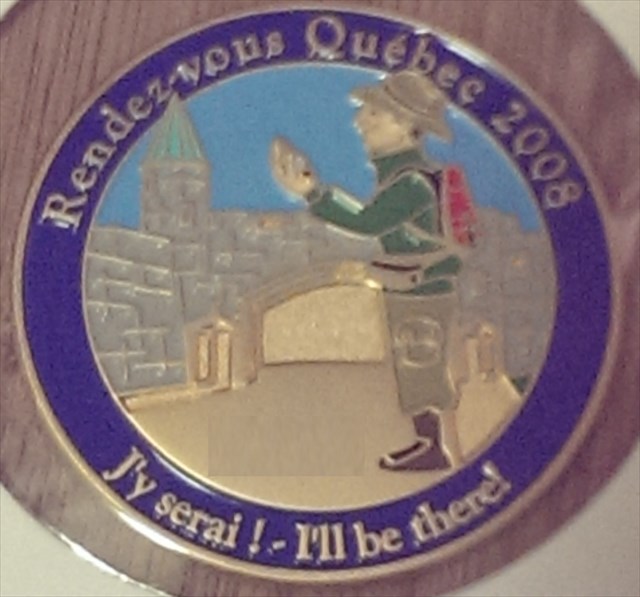 Rendez-vous Québec 2008
J'y serai ! - I'll be there!